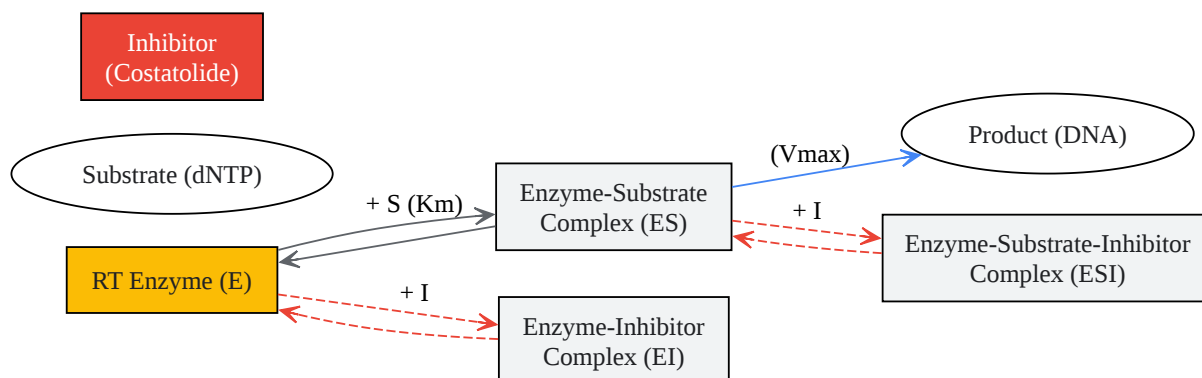 Inhibitor
(Costatolide)
Substrate (dNTP)
Product (DNA)
(Vmax)
+ S (Km)
Enzyme-Substrate
Complex (ES)
+ I
Enzyme-Substrate-Inhibitor
Complex (ESI)
RT Enzyme (E)
+ I
Enzyme-Inhibitor
Complex (EI)